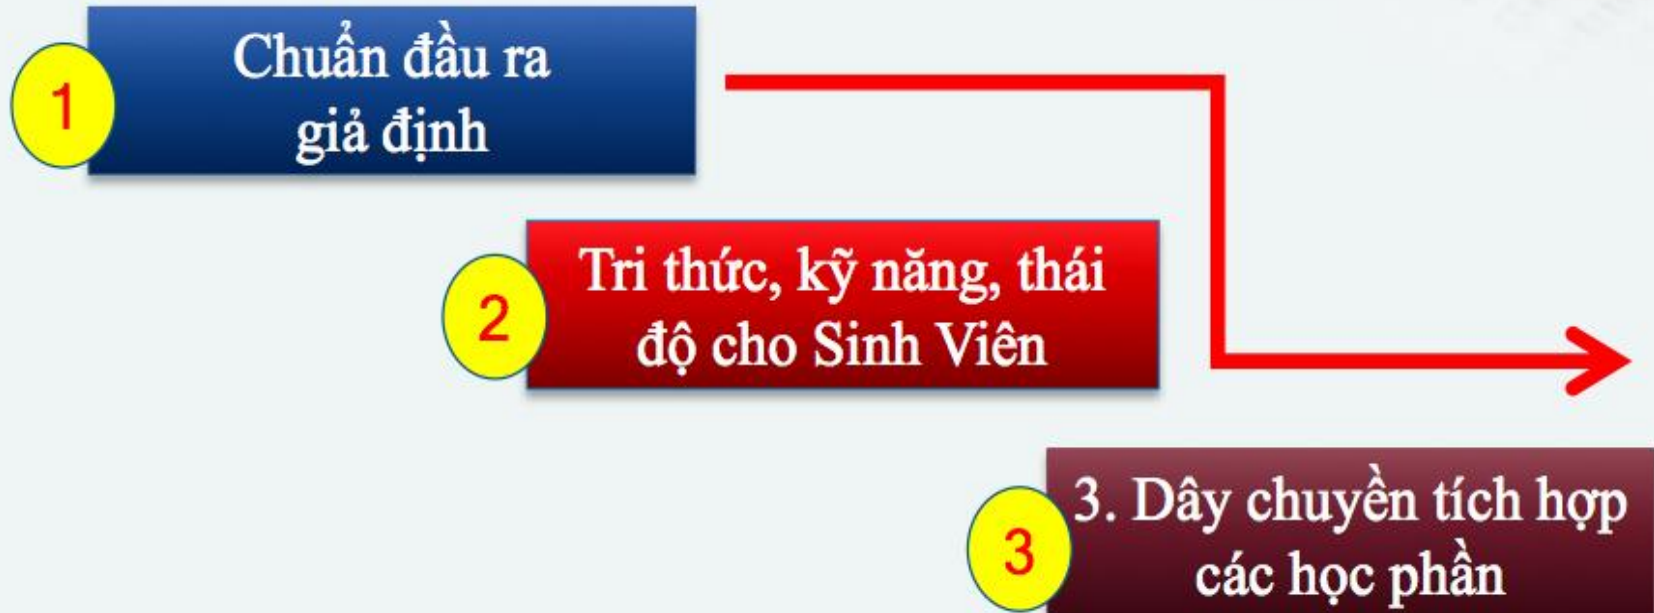 1
Chuẩn đầu ra
giả định
2
Tri thức, kỹ năng, thái
độ cho Sinh Viên
3
3. Dây chuyền tích hợp
các học phần